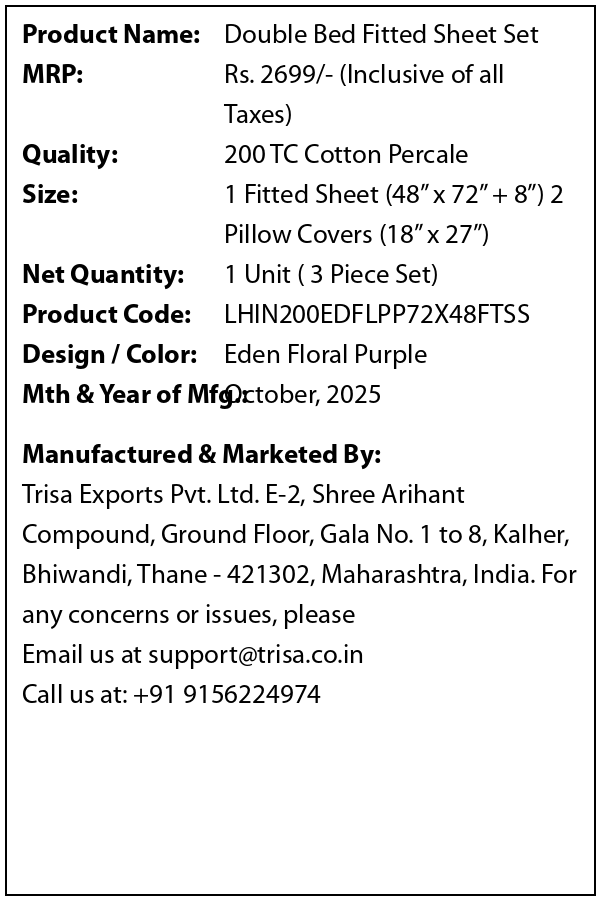 Product Name: Double Bed Fitted Sheet Set
MRP: Rs. 2699/- (Inclusive of all
Taxes)
Quality: 200 TC Cotton Percale
Size: 1 Fitted Sheet (48” x 72” + 8”) 2
Pillow Covers (18” x 27”)
Net Quantity: 1 Unit ( 3 Piece Set)
Product Code: LHIN200EDFLPP72X48FTSS
Design / Color: Eden Floral Purple
Mth & Year of Mfg.: October, 2025
Manufactured & Marketed By:
Trisa Exports Pvt. Ltd. E-2, Shree Arihant
Compound, Ground Floor, Gala No. 1 to 8, Kalher,
Bhiwandi, Thane - 421302, Maharashtra, India. For
any concerns or issues, please
Email us at support@trisa.co.in
Call us at: +91 9156224974